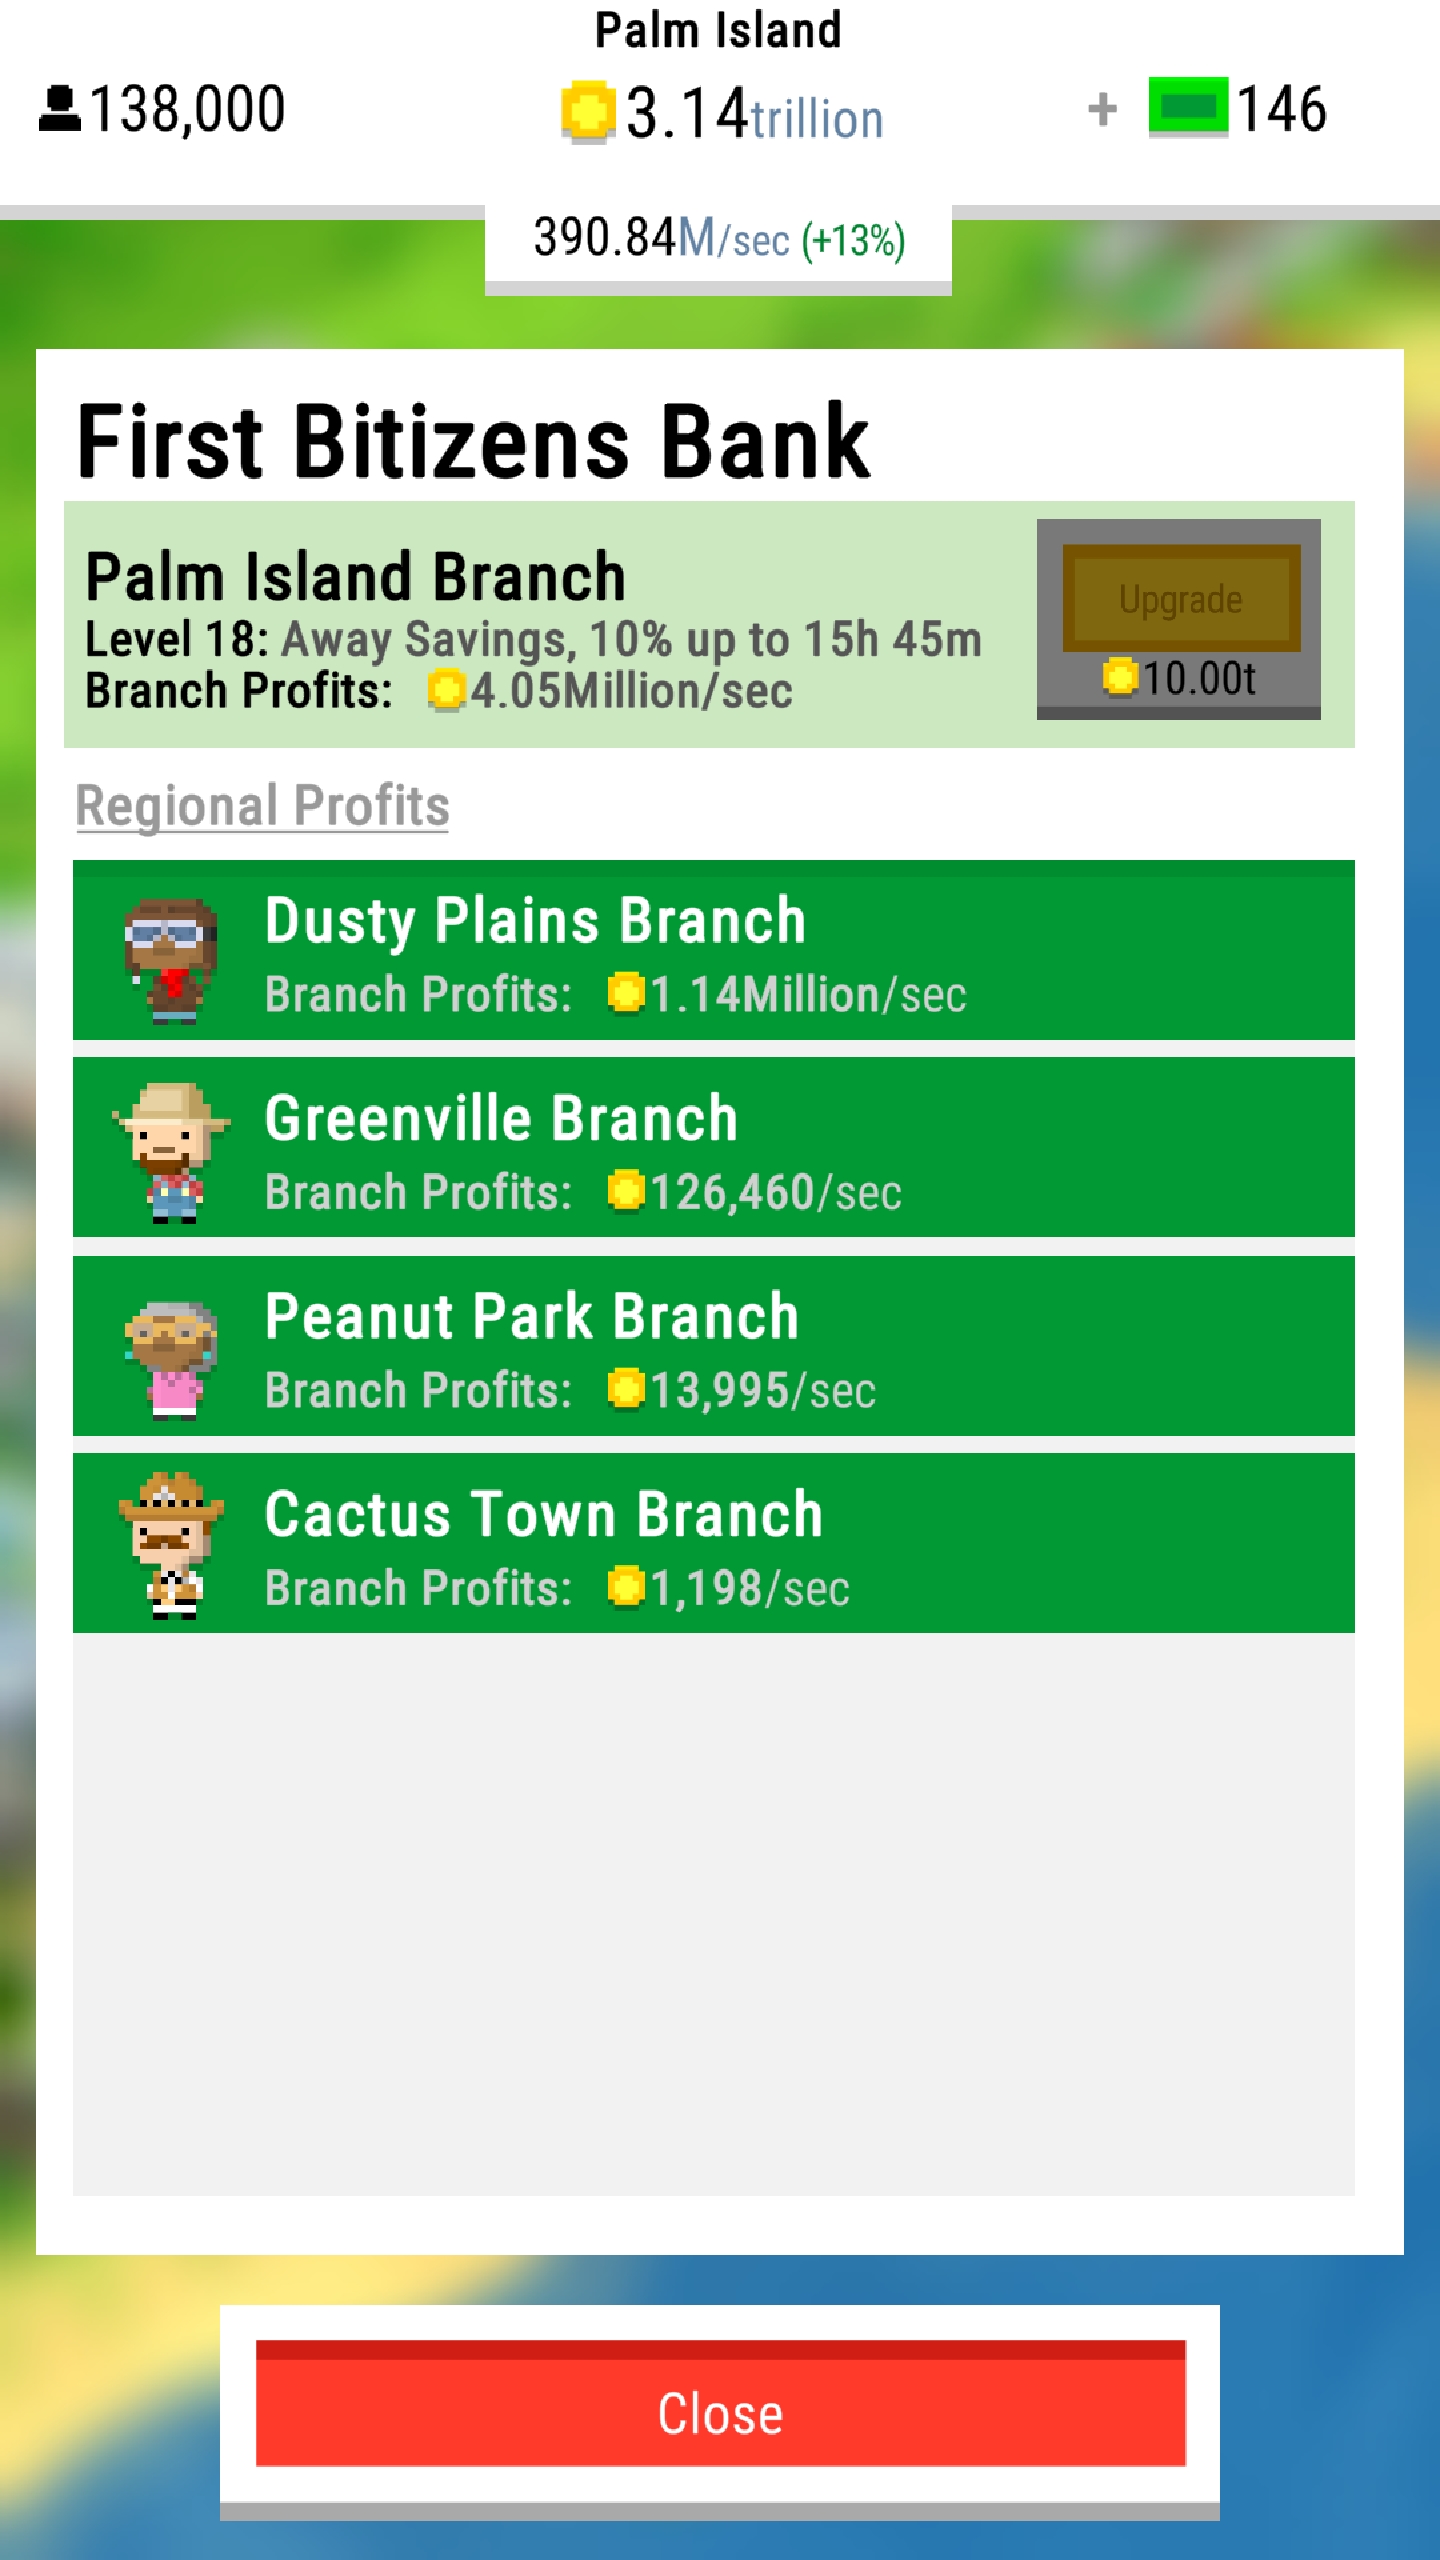 Palm Island
138,000 3.14trillion + 146
390.84M/sec (+13%)
First Bitizens Bank
Palm Island Branch
Level 18: Away Savings, 10% up to 15h 45m
Branch Profits: 4.05Million/sec
Upgrade
10.00t
Regional Profits
Dusty Plains Branch
Branch Profits: 1.14Million/sec
Greenville Branch
Branch Profits: 126,460/sec
Peanut Park Branch
Branch Profits: 13,995/sec
Cactus Town Branch
Branch Profits: 1,198/sec
Close